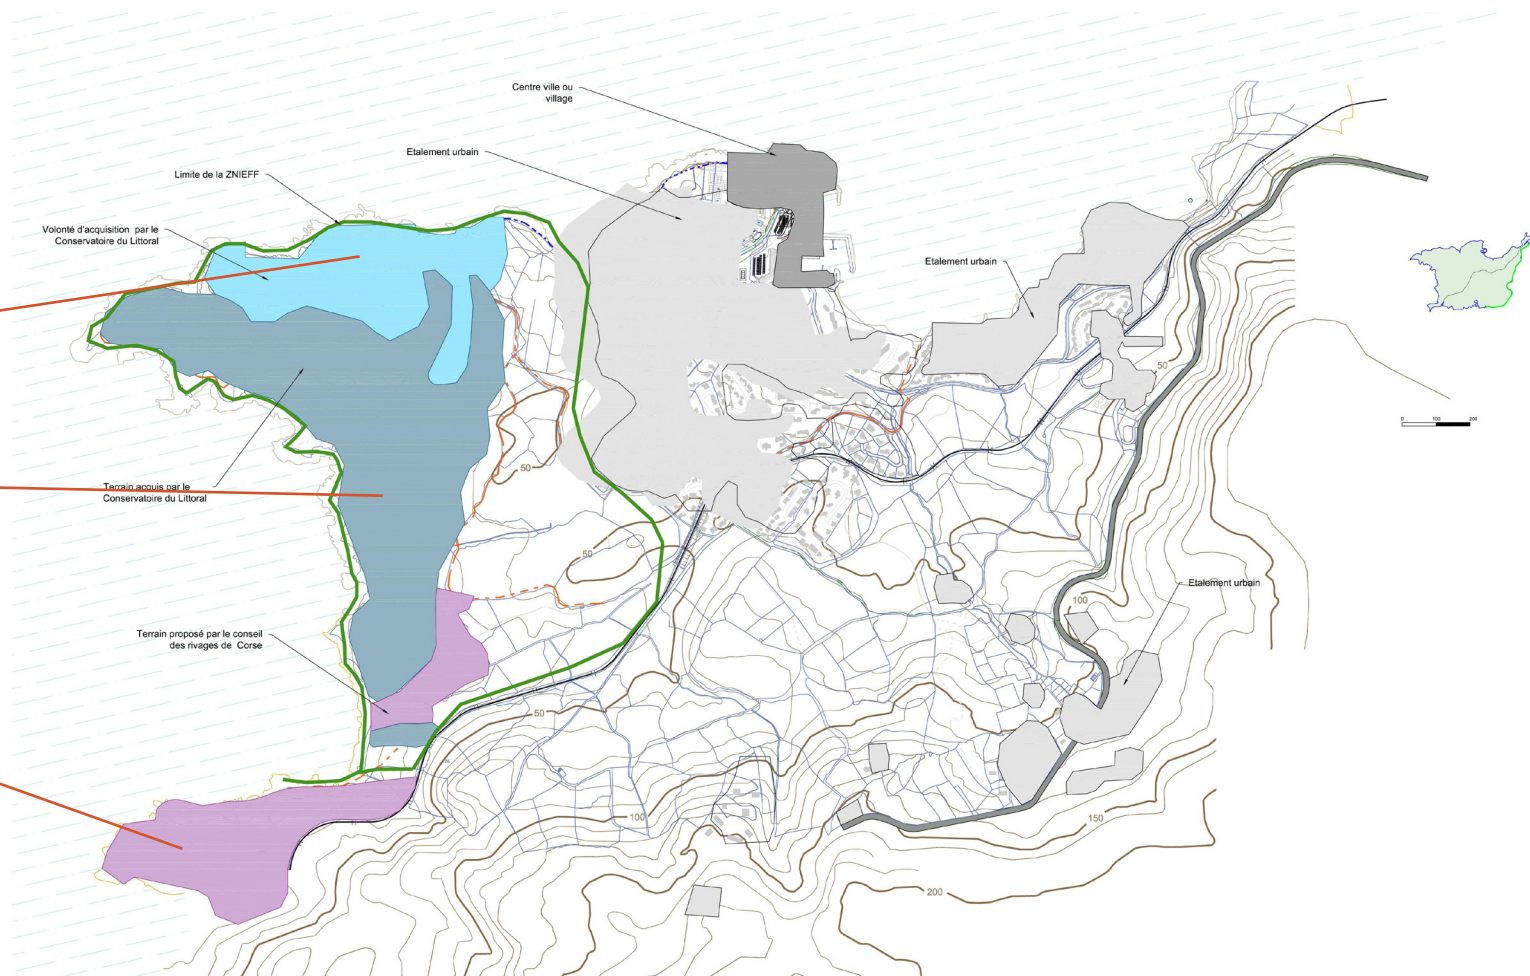 Centre ville ou
village
Etalement urbain
Limite de la ZNIEFF
Volonté d'acquisition par le
Conservatoire du Littoral
Etalement urbain
0 100 200
50
50
Terrain acquis par le
Conservatoire du Littoral
50
Etalement urbain
100
Terrain proposé par le conseil
des rivages de Corse
50
100
150
200